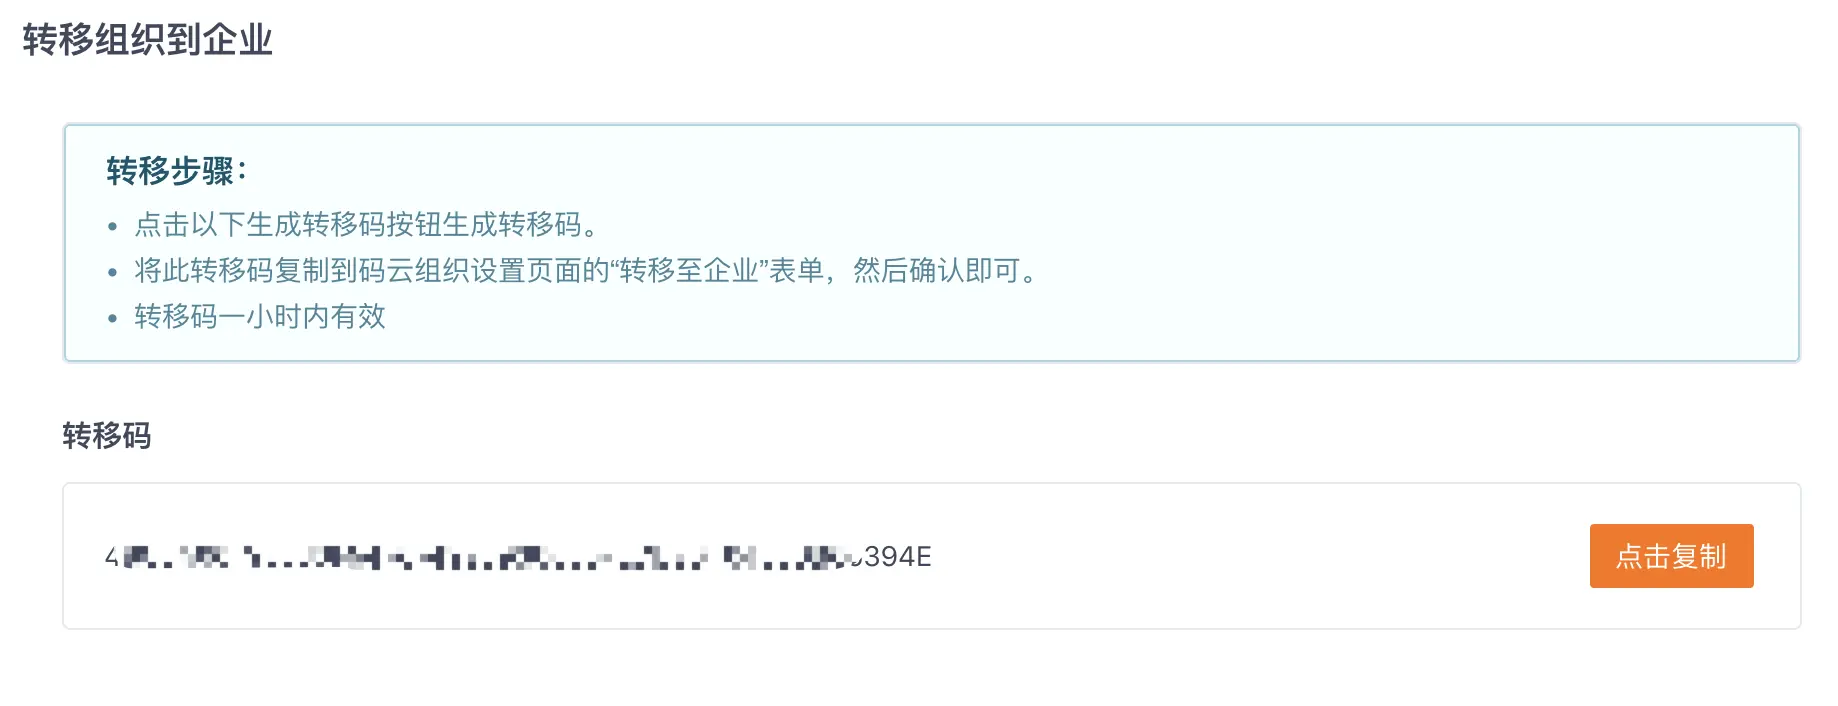 转移组织到企业
转移步骤：
• 点击以下生成转移码按钮生成转移码。
• 将此转移码复制到码云组织设置页面的“转移至企业”表单，然后确认即可。
• 转移码一小时内有效
转移码
4 394E
点击复制